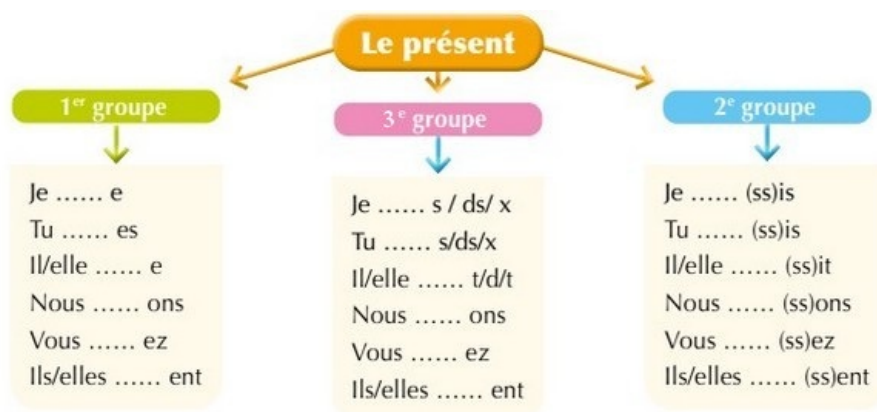 Le présent
1er groupe
Je ...... e
Tu ...... es
Il/elle ...... e
Nous ...... ons
Vous ...... ez
Ils/elles ...... ent
3e groupe
Je ...... s / ds/ x
Tu ...... s/ds/x
Il/elle ...... t/d/t
Nous ...... ons
Vous ...... ez
Ils/elles ...... ent
2e groupe
Je ...... (ss)is
Tu ...... (ss)is
Il/elle ...... (ss)it
Nous ...... (ss)ons
Vous ...... (ss)ez
Ils/elles ...... (ss)ent